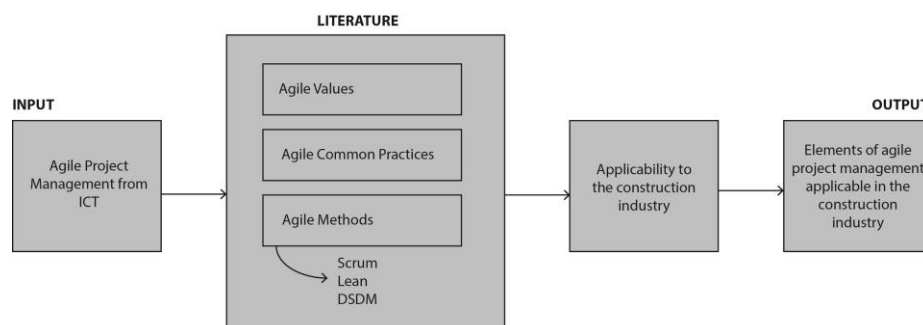 LITERATURE
INPUT
Agile Project
Management from
ICT
Agile Values
Agile Common Practices
Agile Methods
Scrum
Lean
DSDM
Applicability to
the construction
industry
OUTPUT
Elements of agile
project management
applicable in the
construction
industry